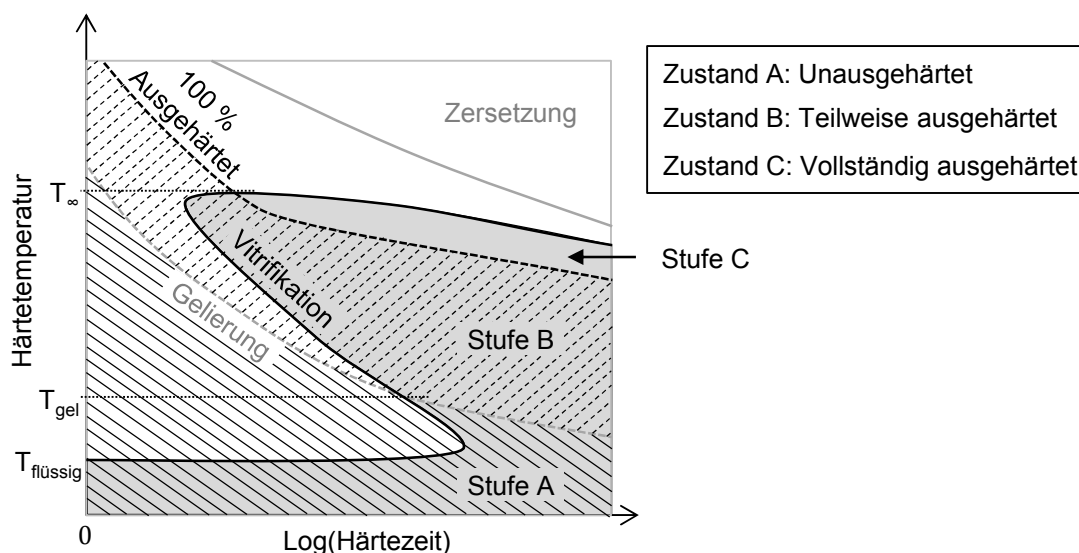 Zustand A: Unausgehärtet
Zustand B: Teilweise ausgehärtet
Zustand C: Vollständig ausgehärtet
100 %
Ausgehärtet
Zersetzung
T∞
Vitrifikation
Gelierung
Stufe C
Stufe B
Härtetemperatur
Tgel
Tflüssig
Stufe A
0
Log(Härtezeit)